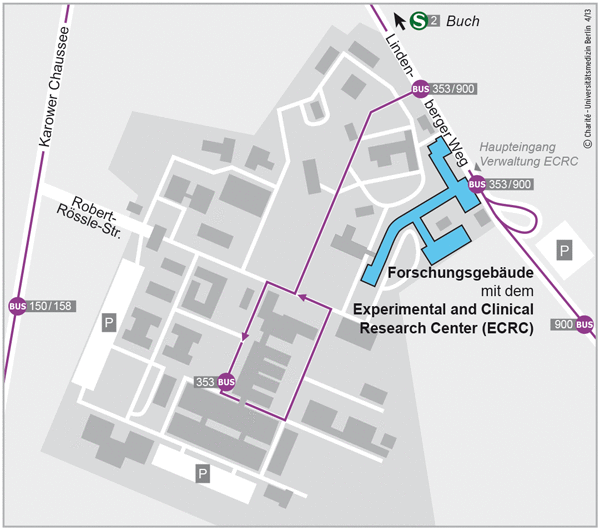 S 2 Buch
Linden-
berger Weg
Karower Chaussee
© Charité - Universitätsmedizin Berlin 4/13
BUS 353/900
Haupteingang
Verwaltung ECRC
BUS 353/900
Robert-
Rössle-Str.
P
Forschungsgebäude
mit dem
Experimental and Clinical
Research Center (ECRC)
BUS 150/158
P
900 BUS
353 BUS
P